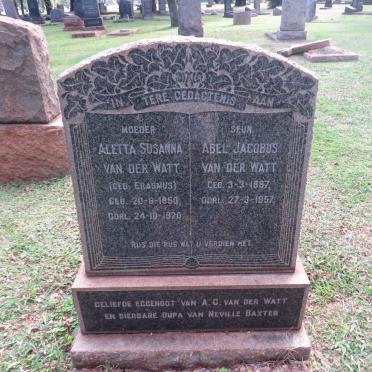 IN TERE GEDACTENIS AAN
MOEDER
ALETTA SUSANNA
VAN DER WATT
(GEB. ERASMUS)
GEB. 20-6-1850.
OORL. 24-10-1920.
SEUN
ABEL JACOBUS
VAN DER WATT.
GEB. 3-3-1887.
OORL. 27-3-1957.
RUS DIE RUS WAT U VERDIEN HET
GELIEFDE EGGENOOT VAN A. C. VAN DER WATT
EN DIERBARE OUPA VAN NEVILLE BAXTER